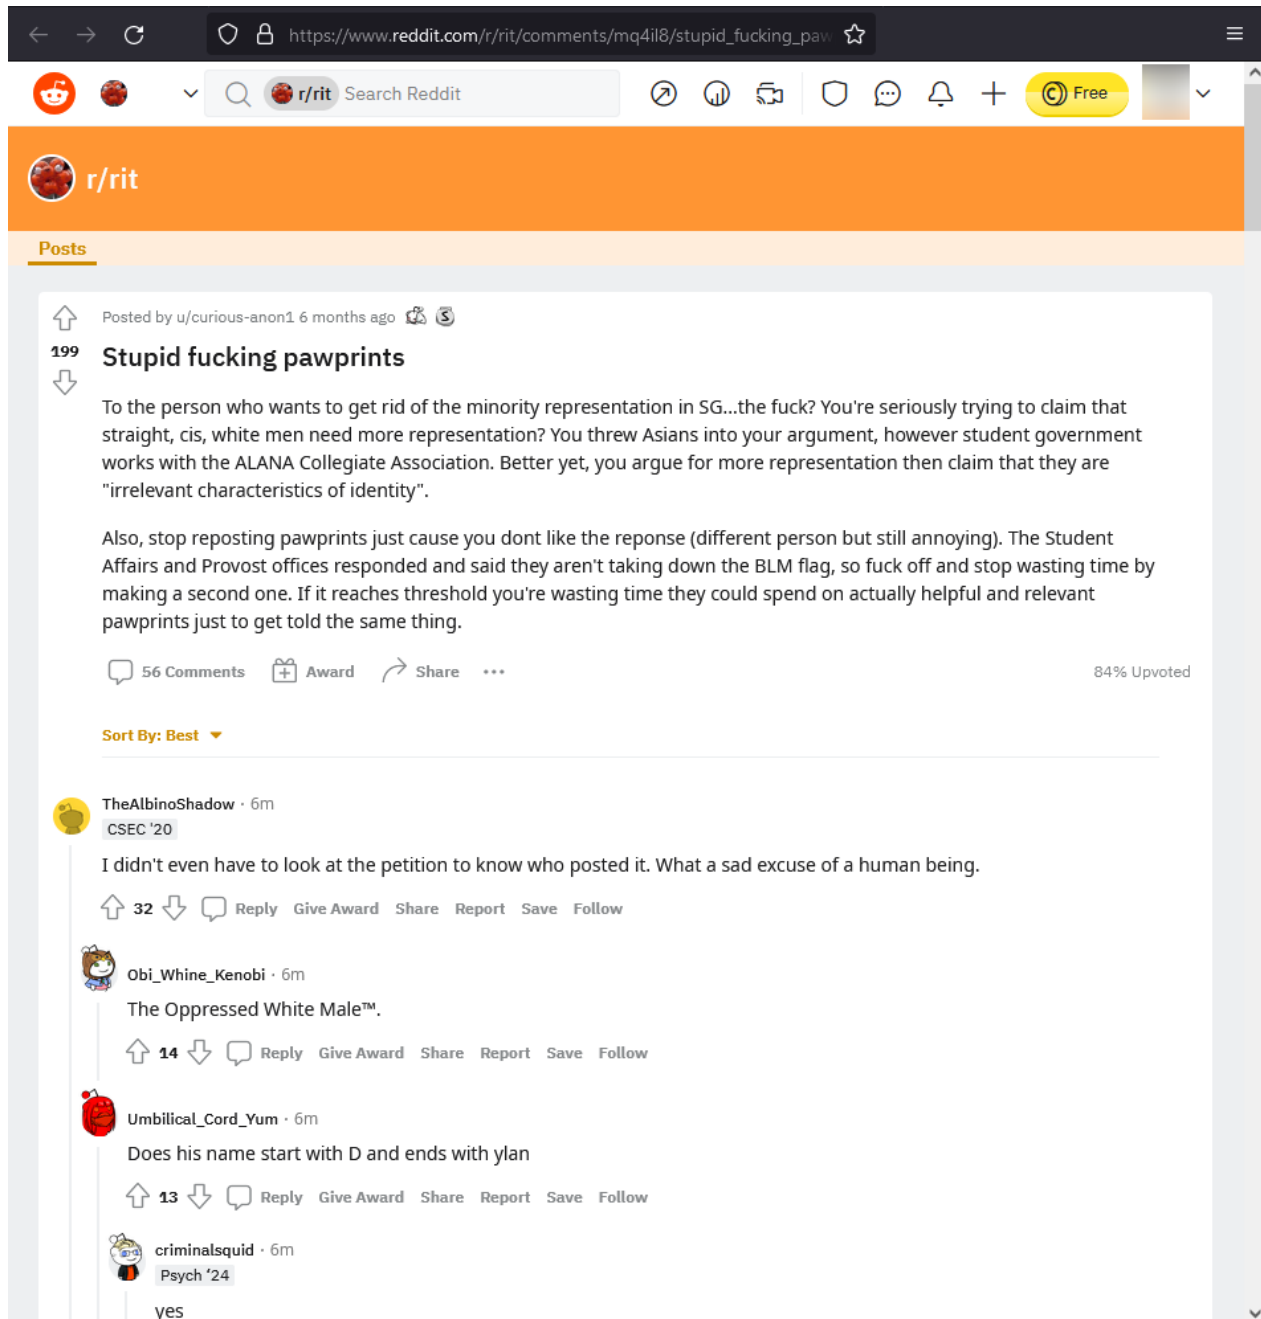 https://www.reddit.com/r/rit/comments/mq4il8/stupid_fucking_paw
r/rit Search Reddit
Free
r/rit
Posts
Posted by u/curious-anon1 6 months ago
199
Stupid fucking pawprints
To the person who wants to get rid of the minority representation in SG...the fuck? You're seriously trying to claim that
straight, cis, white men need more representation? You threw Asians into your argument, however student government
works with the ALANA Collegiate Association. Better yet, you argue for more representation then claim that they are
"irrelevant characteristics of identity".
Also, stop reposting pawprints just cause you dont like the reponse (different person but still annoying). The Student
Affairs and Provost offices responded and said they aren't taking down the BLM flag, so fuck off and stop wasting time by
making a second one. If it reaches threshold you're wasting time they could spend on actually helpful and relevant
pawprints just to get told the same thing.
56 Comments Award Share ••• 84% Upvoted
Sort By: Best
TheAlbinoShadow · 6m
CSEC '20
I didn't even have to look at the petition to know who posted it. What a sad excuse of a human being.
32 Reply Give Award Share Report Save Follow
Obi_Whine_Kenobi · 6m
The Oppressed White Male™.
14 Reply Give Award Share Report Save Follow
Umbilical_Cord_Yum · 6m
Does his name start with D and ends with ylan
13 Reply Give Award Share Report Save Follow
criminalsquid · 6m
Psych ‘24
yes